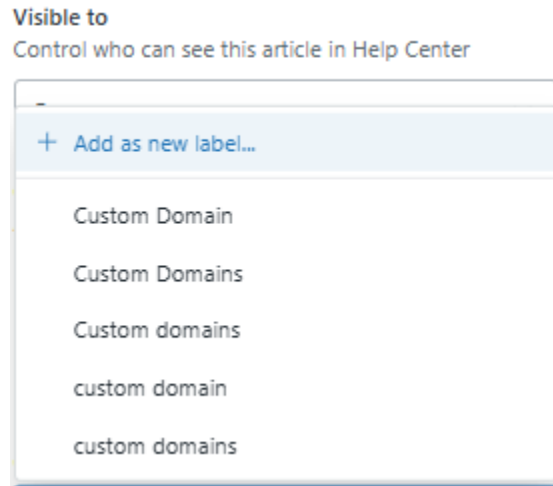 Visible to
Control who can see this article in Help Center
+ Add as new label...
Custom Domain
Custom Domains
Custom domains
custom domain
custom domains